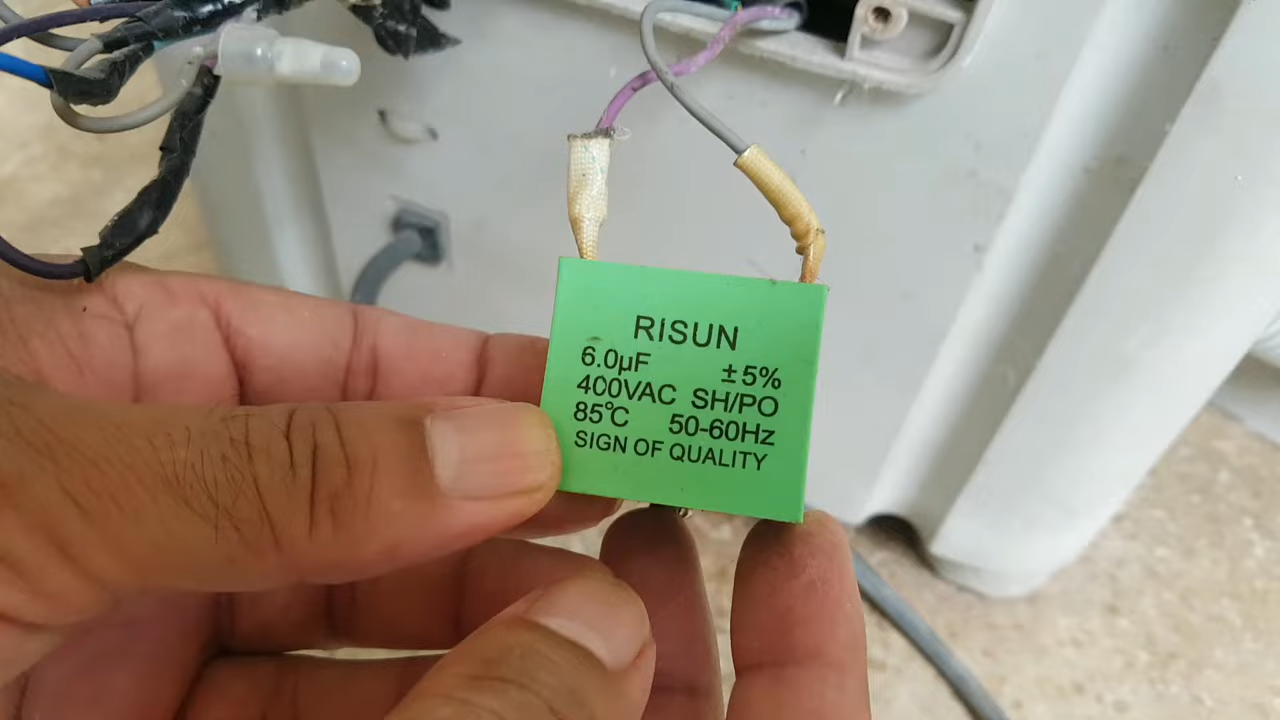 RISUN
6.0µF ±5%
400VAC SH/PO
85℃ 50-60Hz
SIGN OF QUALITY